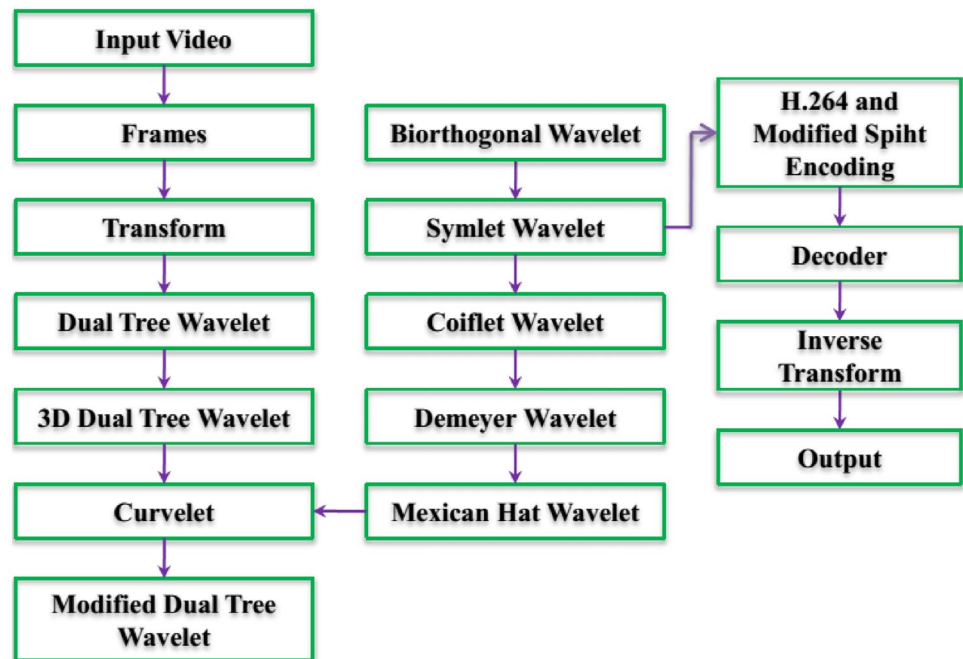 Input Video
Frames
Transform
Dual Tree Wavelet
3D Dual Tree Wavelet
Curvelet
Modified Dual Tree
Wavelet
Biorthogonal Wavelet
Symlet Wavelet
Coiflet Wavelet
Demeyer Wavelet
Mexican Hat Wavelet
H.264 and
Modified Spiht
Encoding
Decoder
Inverse
Transform
Output